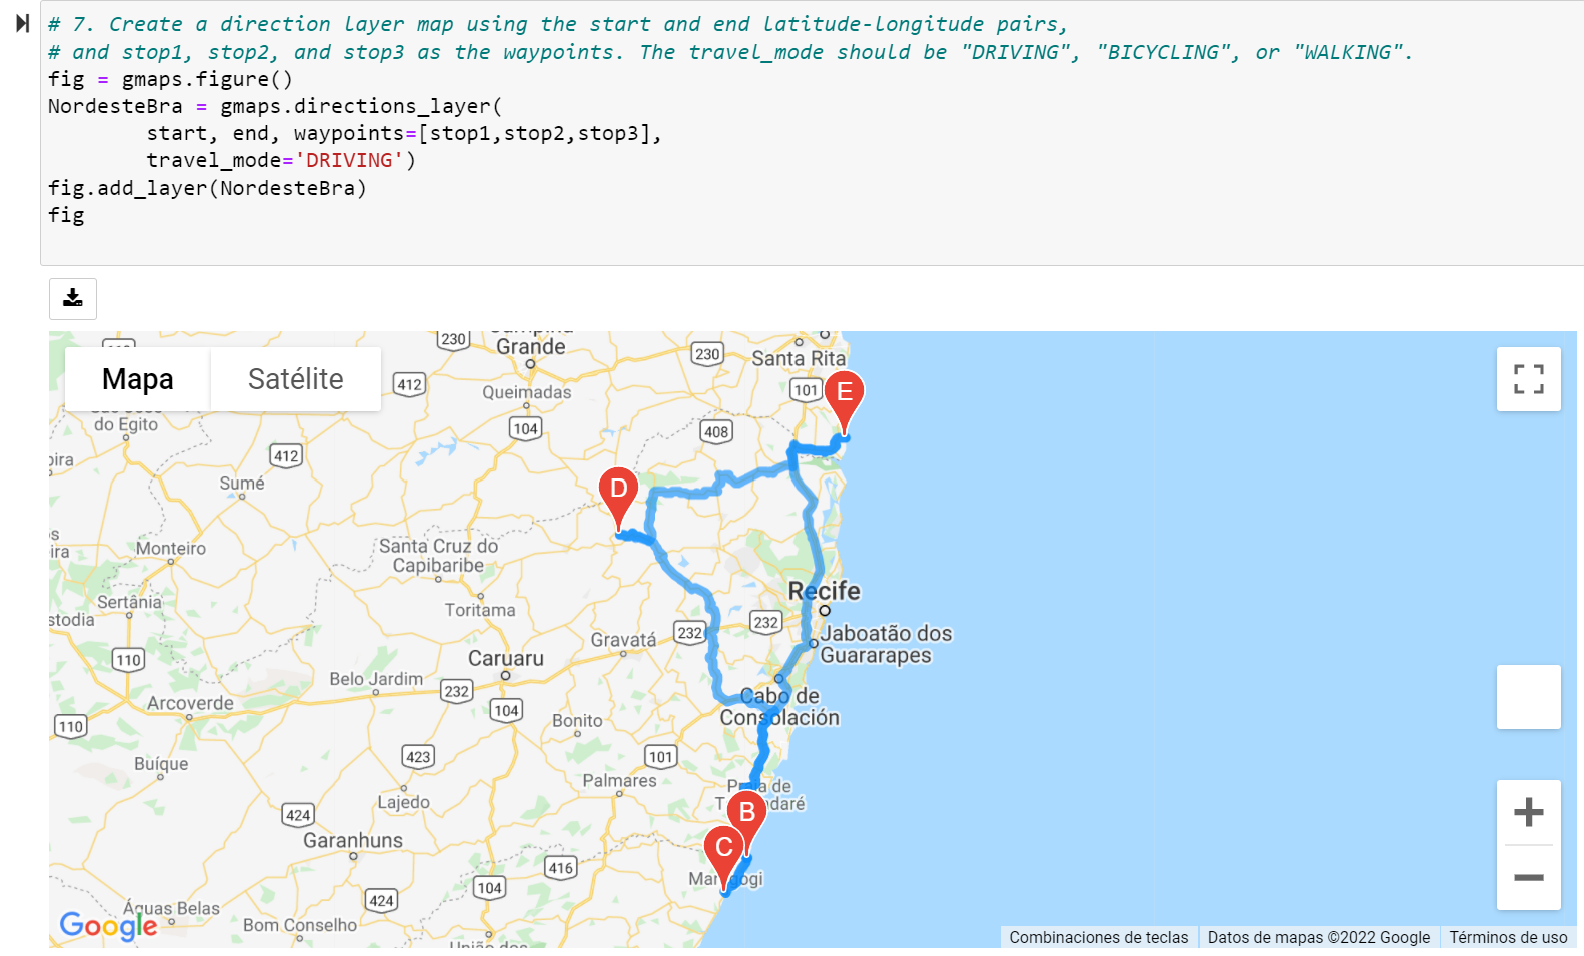 # 7. Create a direction layer map using the start and end latitude-longitude pairs,
# and stop1, stop2, and stop3 as the waypoints. The travel_mode should be "DRIVING", "BICYCLING", or "WALKING".
fig = gmaps.figure()
NordesteBra = gmaps.directions_layer(
        start, end, waypoints=[stop1,stop2,stop3],
        travel_mode='DRIVING')
fig.add_layer(NordesteBra)
fig
230
Grande
230
Santa Rita
Mapa
Satélite
412
Queimadas
101
E
do Egito
104
408
412
Sumé
D
Monteiro
Santa Cruz do
Capibaribe
Recife
Sertânia
Toritama
232
232
Gravatá
Jaboatão dos
Guararapes
110
Caruaru
Belo Jardim
232
Cabo de
Consolación
Arcoverde
104
110
Bonito
423
101
Buíque
Palmares
Lajedo
B
424
Garanhuns
C
416
104
424
Águas Belas
Bom Conselho
Google
Combinaciones de teclas
Datos de mapas ©2022 Google
Términos de uso